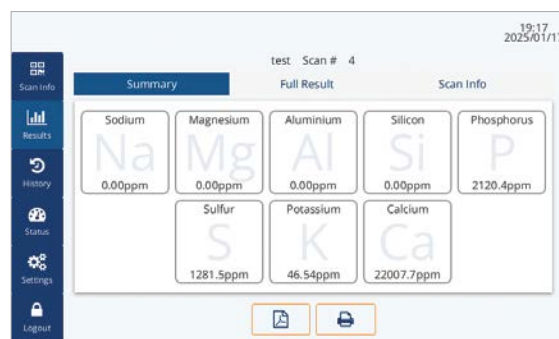 19:17
2025/01/17
test Scan # 4
Scan Info
Summary Full Result Scan Info
Results
Sodium Magnesium Aluminium Silicon Phosphorus
Na Mg Al Si P
0.00ppm 0.00ppm 0.00ppm 0.00ppm 2120.4ppm
History
Sulfur Potassium Calcium
Status
S K Ca
1281.5ppm 46.54ppm 22007.7ppm
Settings
Logout